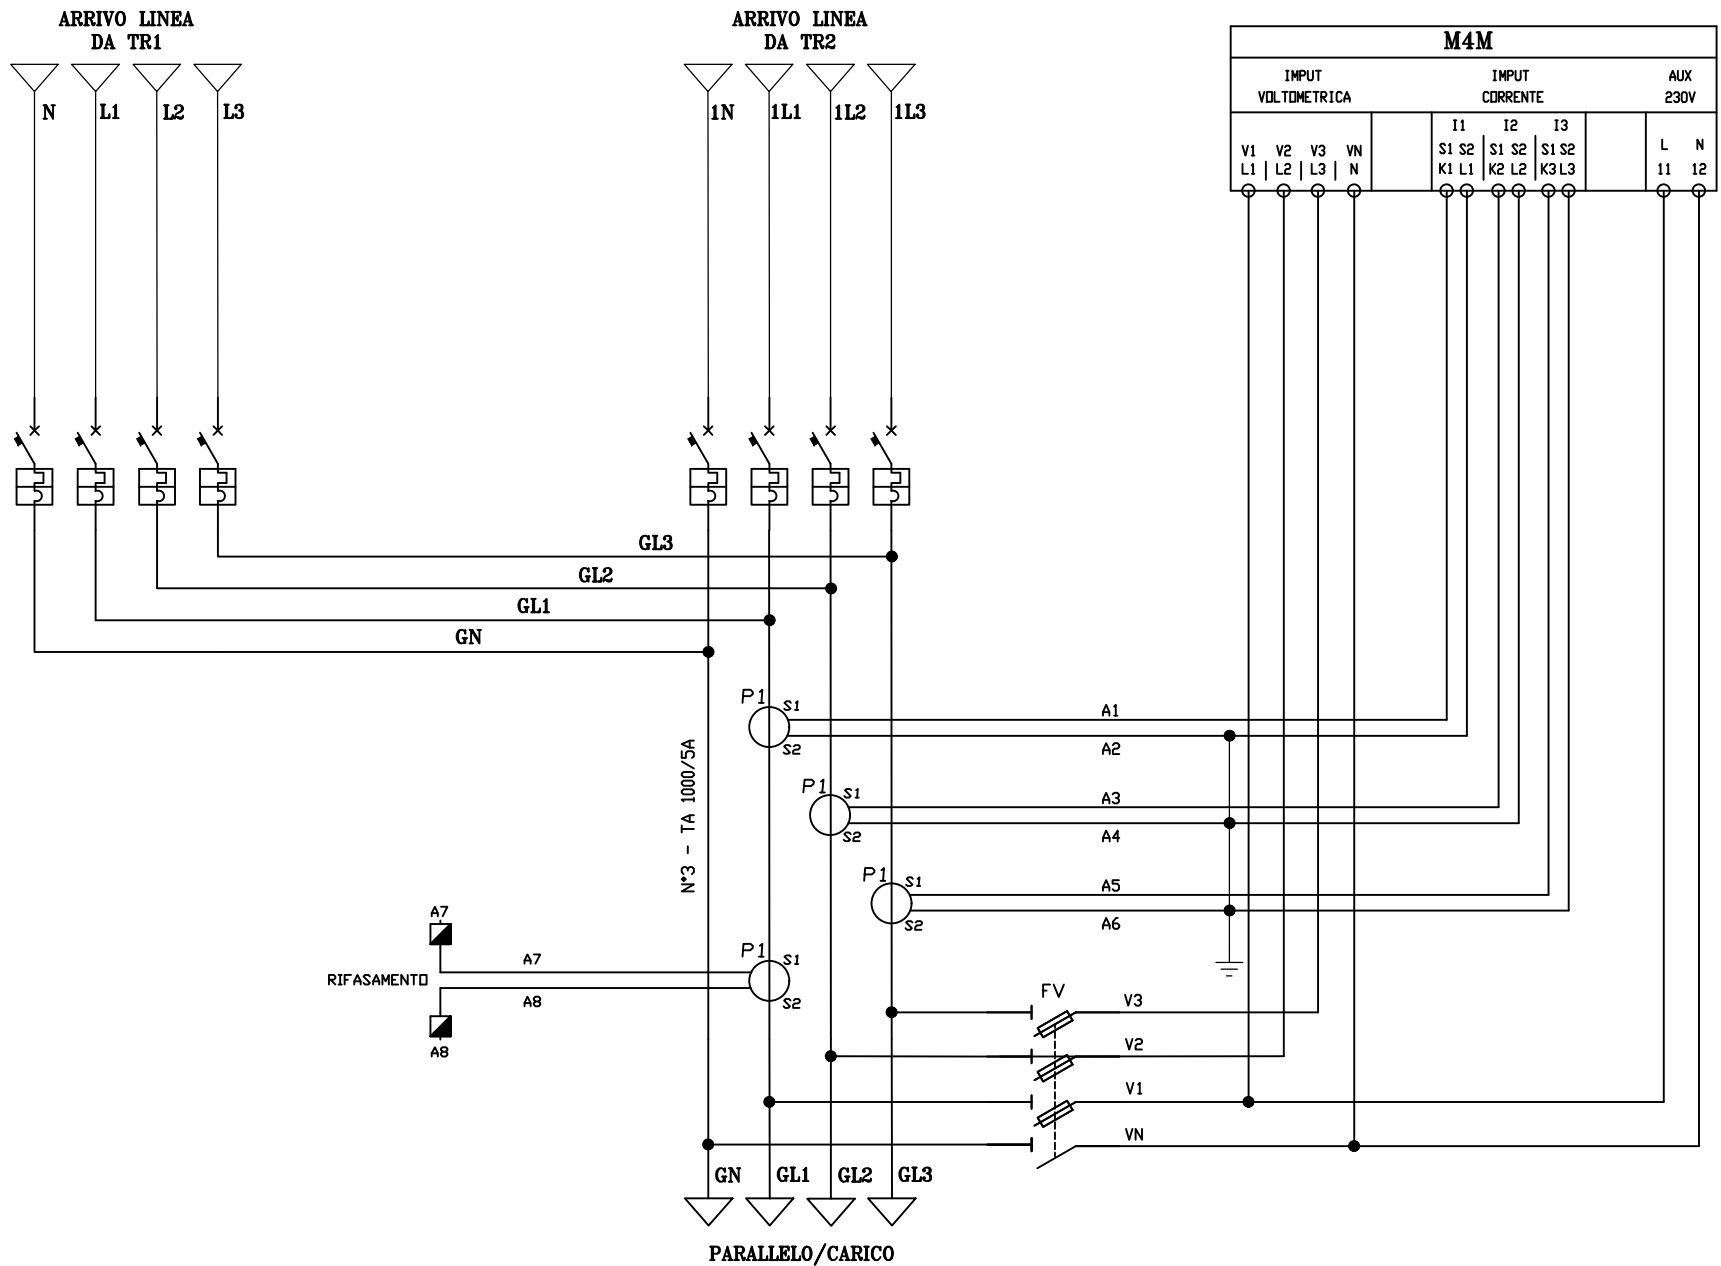 ARRIVO LINEA
DA TR1
N L1 L2 L3
ARRIVO LINEA
DA TR2
1N 1L1 1L2 1L3
M4M
IMPUT
VOLTOMETRICA
IMPUT
CORRENTE
AUX
230V
I1 I2 I3
V1 V2 V3 VN
L1 L2 L3 N
S1 S2 S1 S2 S1 S2
K1 L1 K2 L2 K3 L3
L N
11 12
GL3
GL2
GL1
GN
P1
S1
S2
A1
A2
N°3 - TA 1000/5A
P1
S1
S2
A3
A4
P1
S1
S2
A5
A6
A7
RIFASAMENTO
A8
A7
A8
P1
S1
S2
FV
V3
V2
V1
VN
GN GL1 GL2 GL3
PARALLELO/CARICO